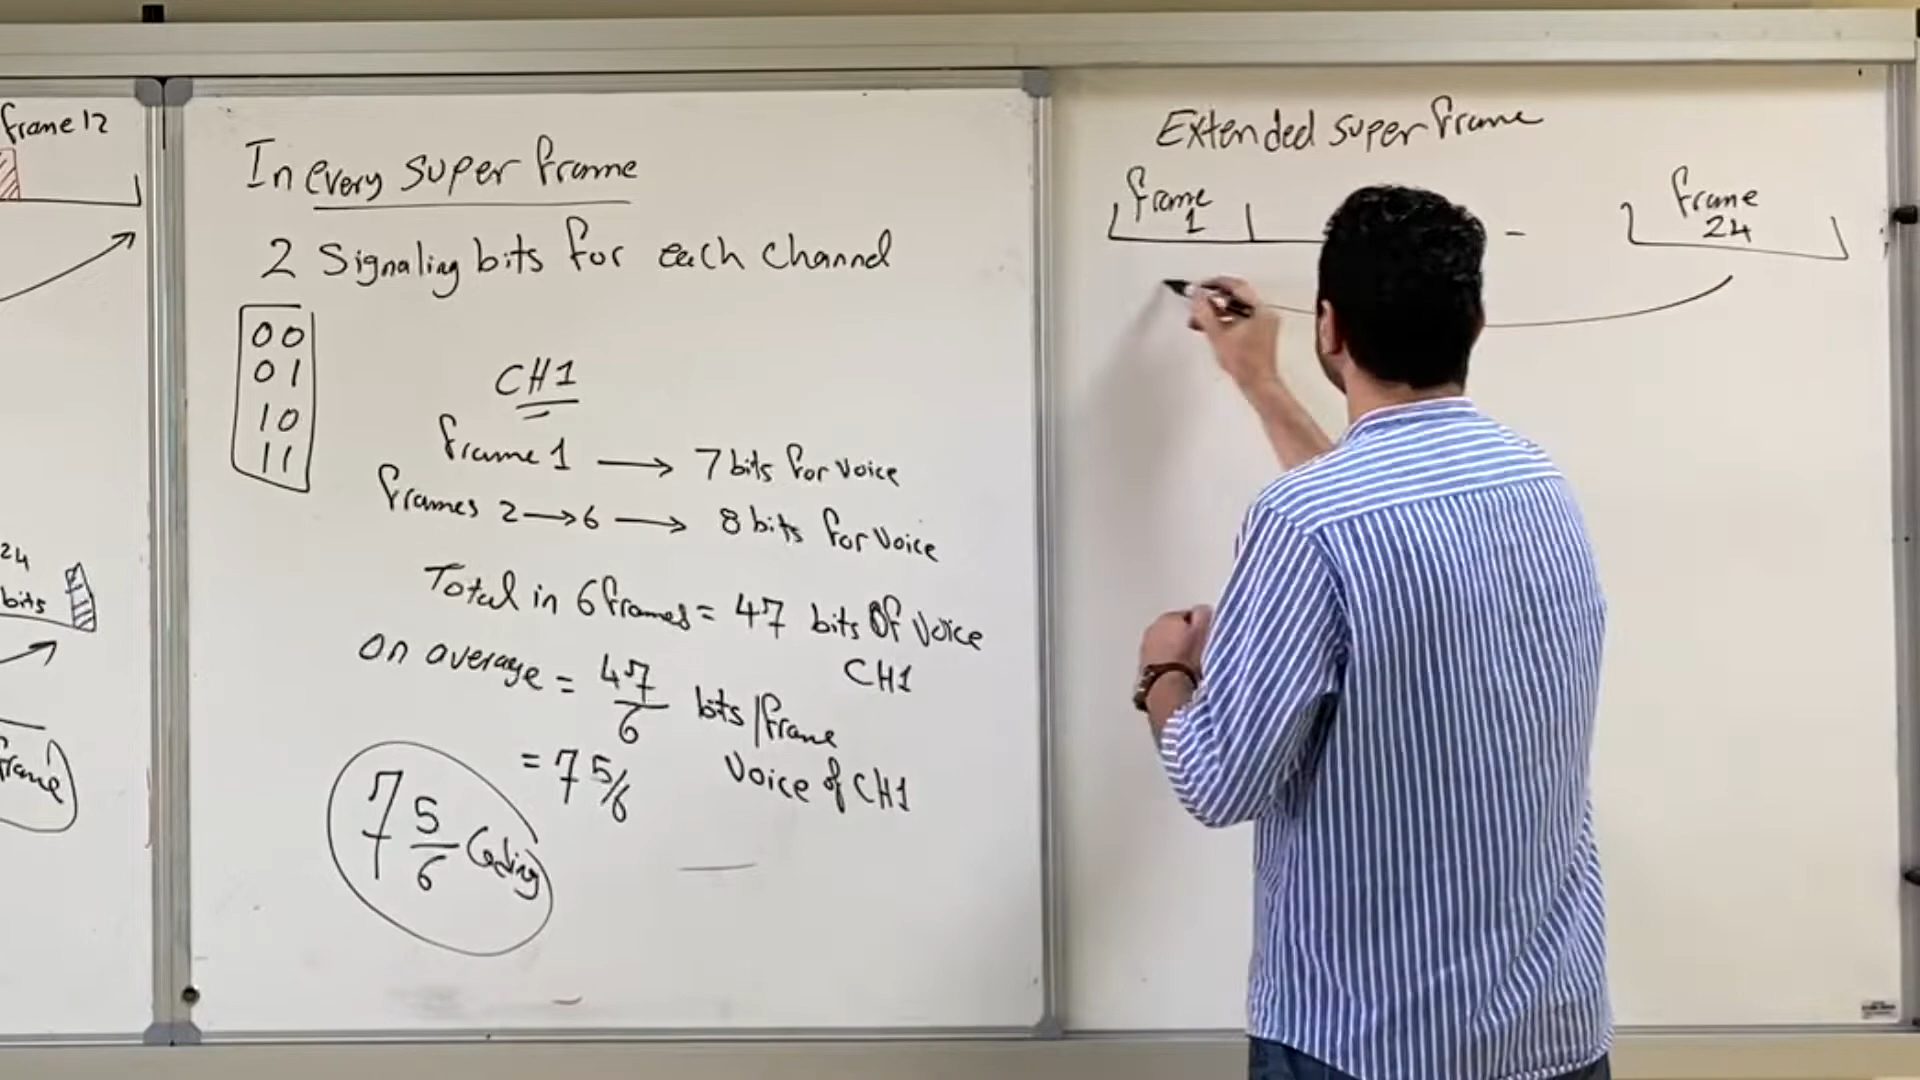 frame 12
24
bits
frame
In every super frame
2 Signaling bits for each channel
00
01
10
11
CH1
frame 1 → 7 bits for voice
frames 2→6 → 8 bits for voice
Total in 6 frames = 47 bits of voice
CH1
on average = 47/6 bits/frame
= 7 5/6 voice of CH1
7 5/6 Coding
Extended super frame
frame 1 - frame 24